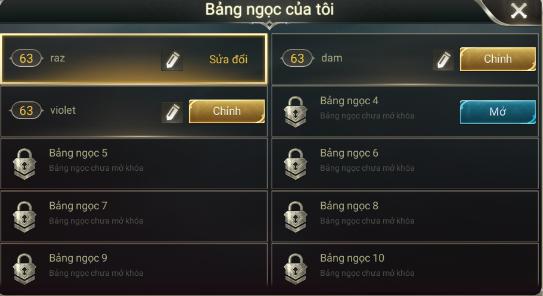 Bảng ngọc của tôi
63 raz Sửa đổi
63 dam Chỉnh
63 violet Chỉnh
Bảng ngọc 4
Bảng ngọc chưa mở khóa
Mở
Bảng ngọc 5
Bảng ngọc chưa mở khóa
Bảng ngọc 6
Bảng ngọc chưa mở khóa
Bảng ngọc 7
Bảng ngọc chưa mở khóa
Bảng ngọc 8
Bảng ngọc chưa mở khóa
Bảng ngọc 9
Bảng ngọc chưa mở khóa
Bảng ngọc 10
Bảng ngọc chưa mở khóa